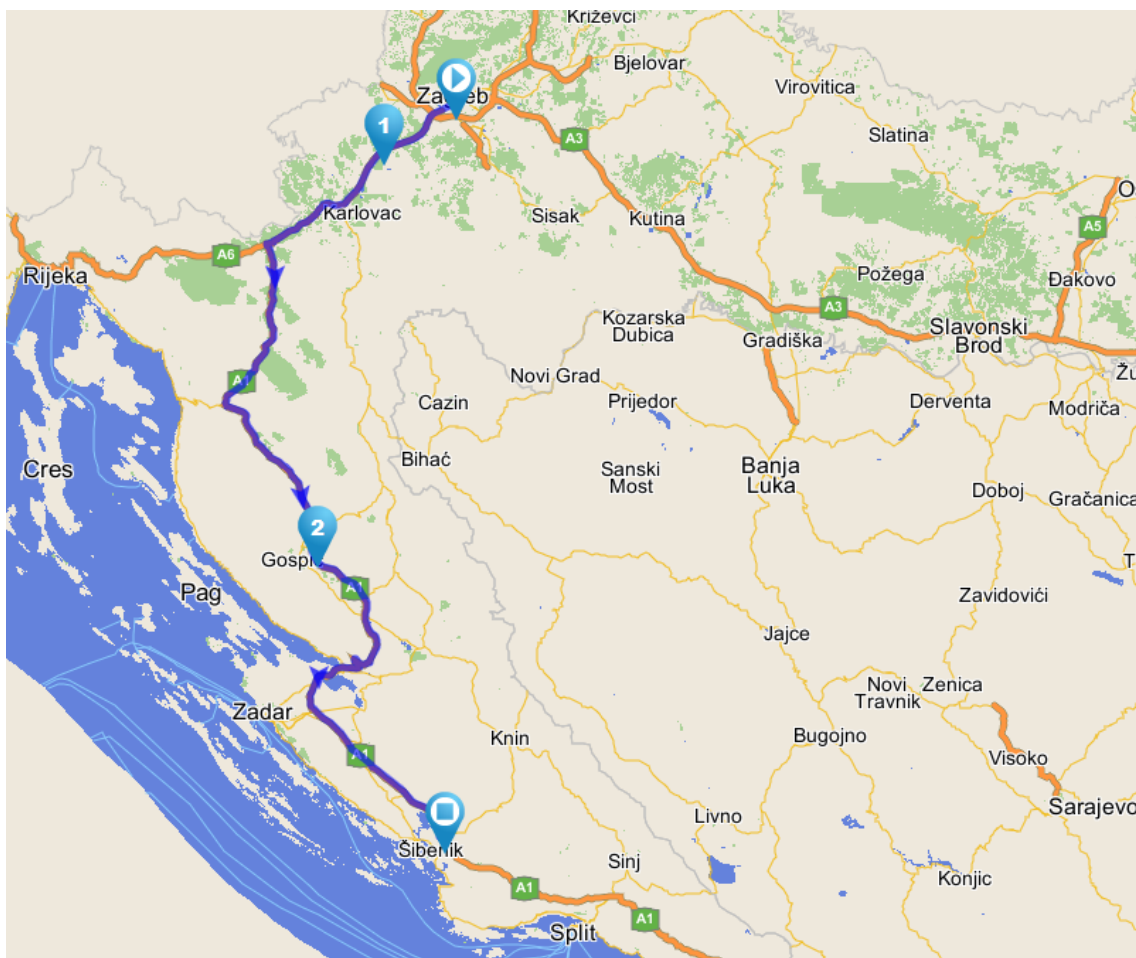 Križevci
Bjelovar
Virovitica
Zagreb
1
A3
Slatina
Os
Karlovac
Sisak
Kutina
A5
A6
Rijeka
Požega
Đakovo
A3
Kozarska
Dubica
Gradiška
Slavonski
Brod
Žu
Novi Grad
A1
Cazin
Prijedor
Derventa
Modriča
Bihać
Cres
Sanski
Most
Banja
Luka
Doboj
Gračanica
2
Gospić
A1
Pag
T
Zavidovići
Jajce
Novi
Travnik
Zenica
Zadar
Knin
Bugojno
A1
Visoko
Sarajevo
Livno
Šibenik
Sinj
Konjic
A1
A1
Split